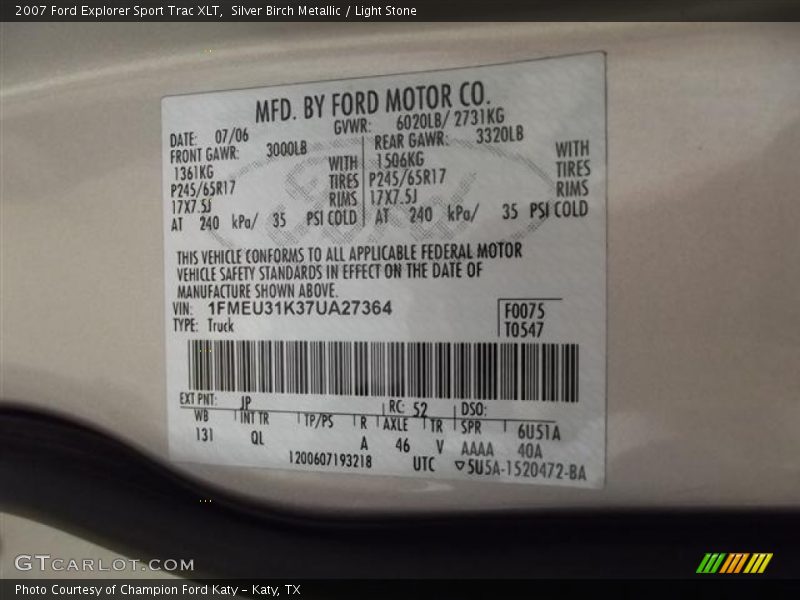 2007 Ford Explorer Sport Trac XLT,  Silver Birch Metallic / Light Stone
MFD. BY FORD MOTOR CO.
DATE: 07/06 GVWR: 6020LB/ 2731KG
FRONT GAWR: 3000LB REAR GAWR: 3320LB
1361KG WITH 1506KG WITH
P245/65R17 TIRES P245/65R17 TIRES
17X7.5J RIMS 17X7.5J RIMS
AT 240 kPa/ 35 PSI COLD AT 240 kPa/ 35 PSI COLD
THIS VEHICLE CONFORMS TO ALL APPLICABLE FEDERAL MOTOR
VEHICLE SAFETY STANDARDS IN EFFECT ON THE DATE OF
MANUFACTURE SHOWN ABOVE.
VIN: 1FMEU31K37UA27364 F0075
TYPE: Truck T0547
EXT PNT: JP RC: 52 DSO:
WB INT TR TP/PS R AXLE TR SPR 6U51A
131 QL A 46 V AAAA 40A
1200607193218 UTC ▽5U5A-1520472-BA
GTCARLOT.COM
Photo Courtesy of Champion Ford Katy – Katy, TX